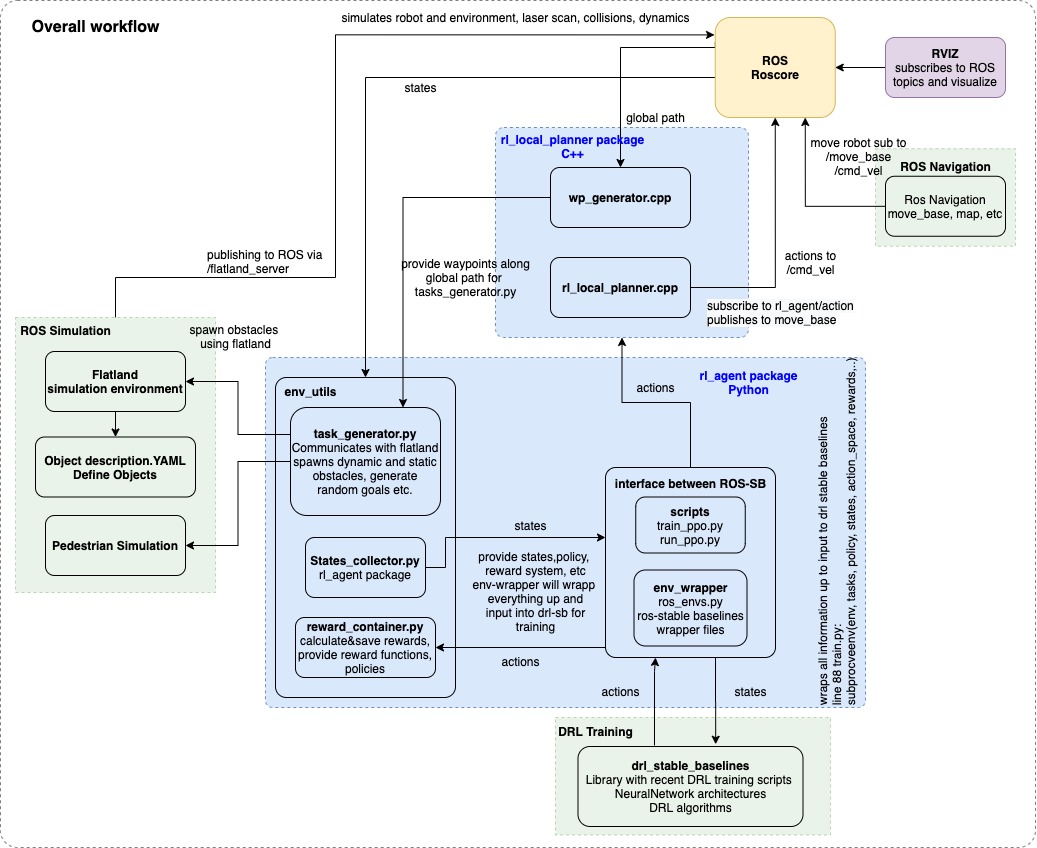 Overall workflow
simulates robot and environment, laser scan, collisions, dynamics
ROS
Roscore
RVIZ
subscribes to ROS
topics and visualize
states
global path
rl_local_planner package
C++
wp_generator.cpp
rl_local_planner.cpp
move robot sub to
/move_base
/cmd_vel
ROS Navigation
Ros Navigation
move_base, map, etc
actions to
/cmd_vel
subscribe to rl_agent/action
publishes to move_base
publishing to ROS via
/flatland_server
provide waypoints along
global path for
tasks_generator.py
ROS Simulation
spawn obstacles
using flatland
Flatland
simulation environment
Object description.YAML
Define Objects
Pedestrian Simulation
rl_agent package
Python
env_utils
task_generator.py
Communicates with flatland
spawns dynamic and static
obstacles, generate
random goals etc.
States_collector.py
rl_agent package
reward_container.py
calculate&save rewards,
provide reward functions,
policies
actions
states
provide states,policy,
reward system, etc
env-wrapper will wrapp
everything up and
input into drl-sb for
training
actions
interface between ROS-SB
scripts
train_ppo.py
run_ppo.py
env_wrapper
ros_envs.py
ros-stable baselines
wrapper files
wraps all information up to input to drl stable baselines
line 88 train.py:
subprocveenv(env, tasks, policy, states, action_space, rewards,..)
actions
states
DRL Training
drl_stable_baselines
Library with recent DRL training scripts
NeuralNetwork architectures
DRL algorithms